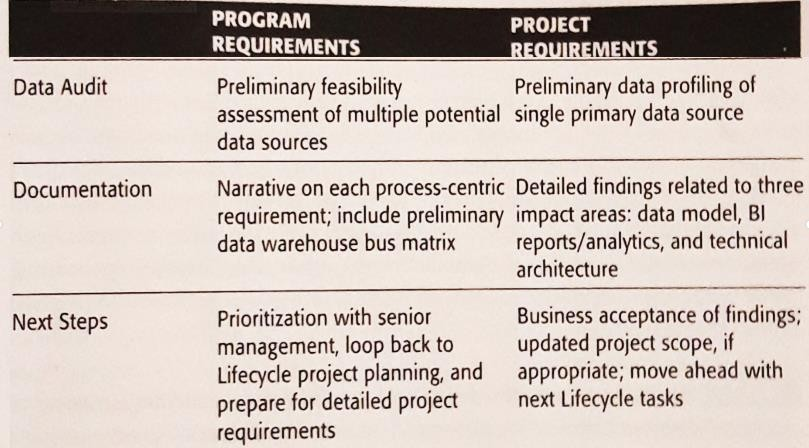 PROGRAM REQUIREMENTS
PROJECT REQUIREMENTS
Data Audit
Preliminary feasibility
assessment of multiple potential
data sources
Preliminary data profiling of
single primary data source
Documentation
Narrative on each process-centric
requirement; include preliminary
data warehouse bus matrix
Detailed findings related to three
impact areas: data model, BI
reports/analytics, and technical
architecture
Next Steps
Prioritization with senior
management, loop back to
Lifecycle project planning, and
prepare for detailed project
requirements
Business acceptance of findings;
updated project scope, if
appropriate; move ahead with
next Lifecycle tasks